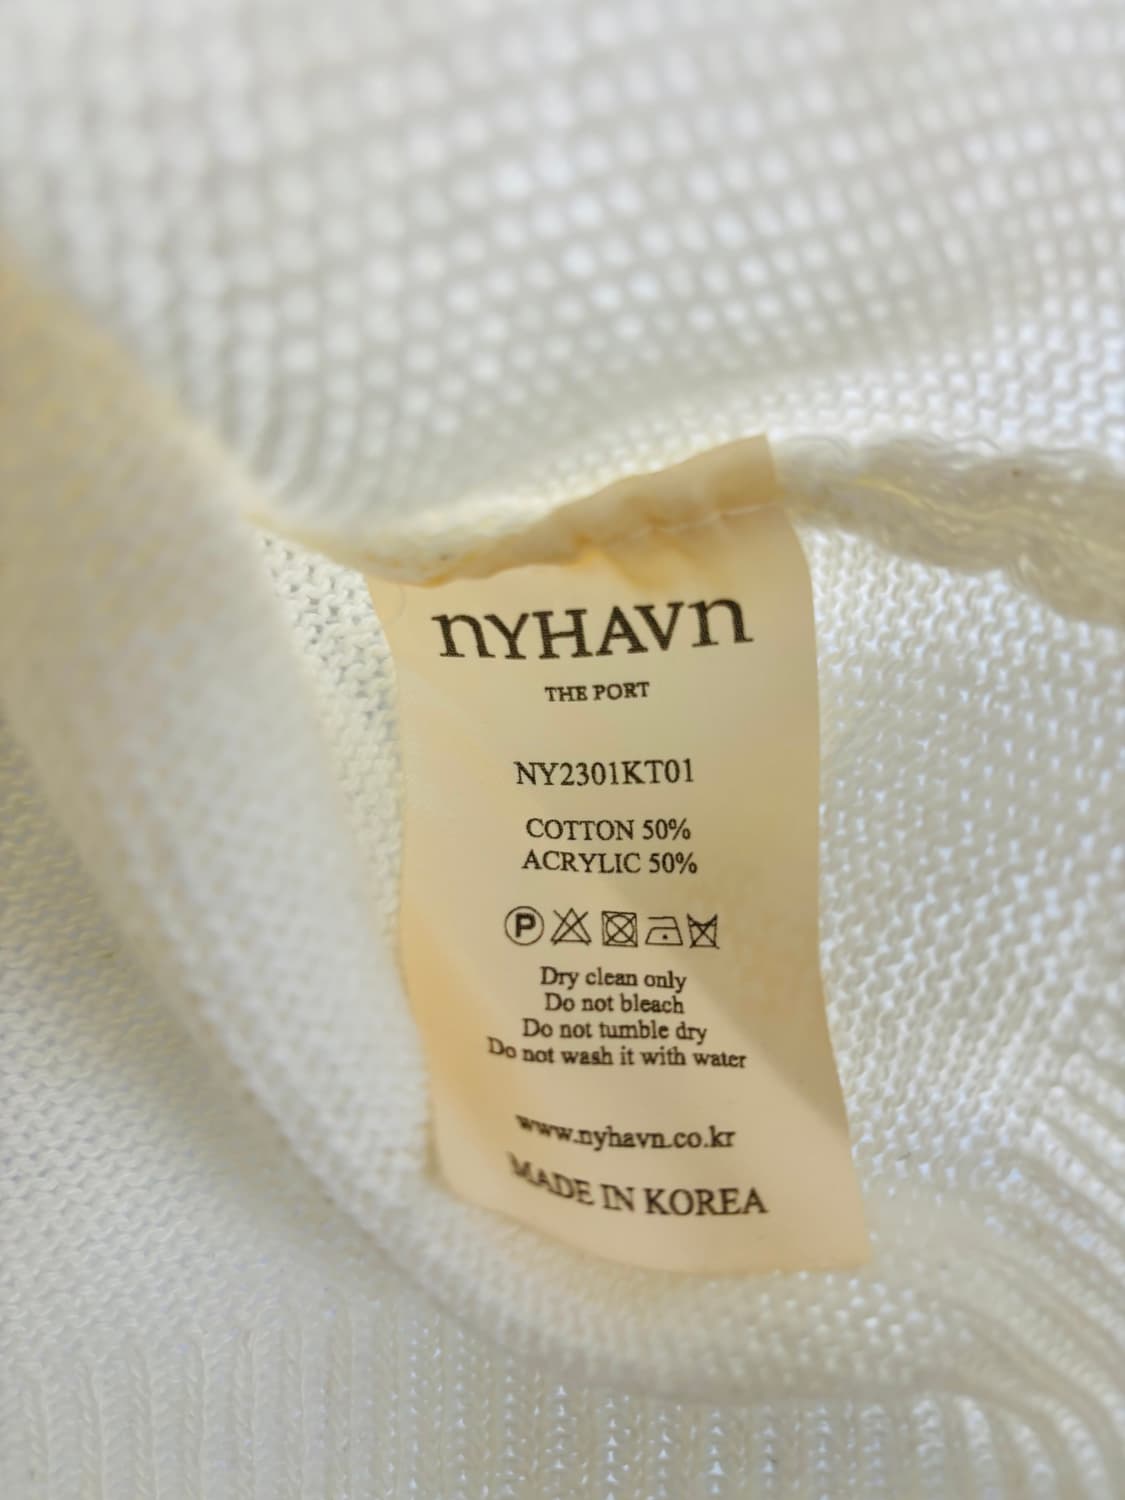 nYHAVn
THE PORT
NY2301KT01
COTTON 50%
ACRYLIC 50%
P
Dry clean only
Do not bleach
Do not tumble dry
Do not wash it with water
www.nyhavn.co.kr
MADE IN KOREA